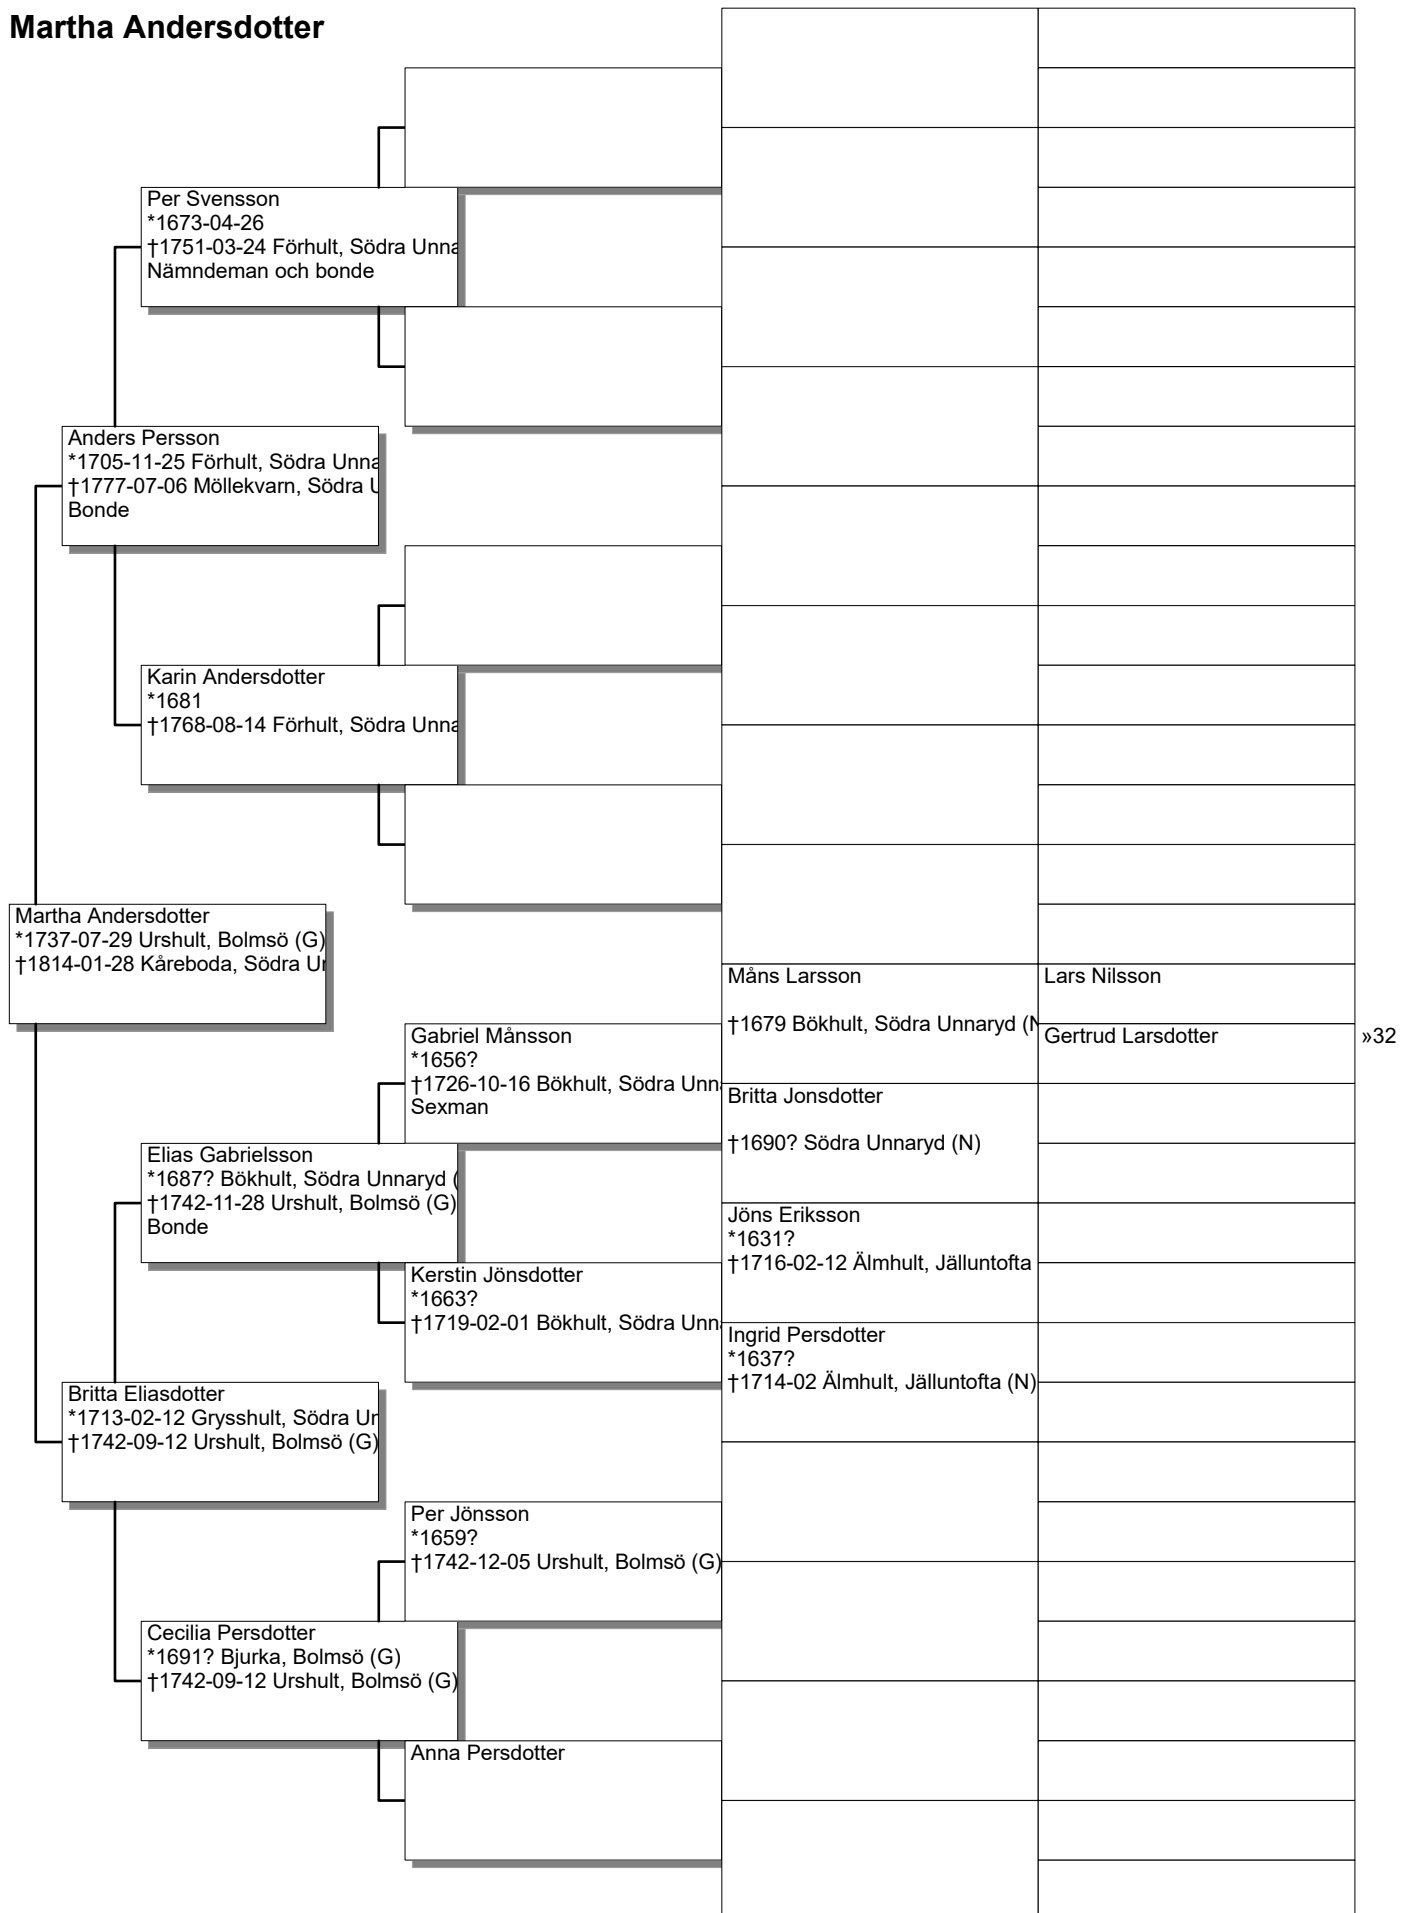 Martha Andersdotter
Per Svensson
*1673-04-26
†1751-03-24 Förhult, Södra Unna
Nämndeman och bonde
Anders Persson
*1705-11-25 Förhult, Södra Unna
†1777-07-06 Möllekvarn, Södra U
Bonde
Karin Andersdotter
*1681
†1768-08-14 Förhult, Södra Unna
Martha Andersdotter
*1737-07-29 Urshult, Bolmsö (G)
†1814-01-28 Kåreboda, Södra Un
Måns Larsson
†1679 Bökhult, Södra Unnaryd (N
Lars Nilsson
Gertrud Larsdotter
»32
Gabriel Månsson
*1656?
†1726-10-16 Bökhult, Södra Unna
Sexman
Britta Jonsdotter
†1690? Södra Unnaryd (N)
Elias Gabrielsson
*1687? Bökhult, Södra Unnaryd (
†1742-11-28 Urshult, Bolmsö (G)
Bonde
Jöns Eriksson
*1631?
†1716-02-12 Älmhult, Jälluntofta
Kerstin Jönsdotter
*1663?
†1719-02-01 Bökhult, Södra Unna
Ingrid Persdotter
*1637?
†1714-02 Älmhult, Jälluntofta (N)
Britta Eliasdotter
*1713-02-12 Grysshult, Södra Un
†1742-09-12 Urshult, Bolmsö (G)
Per Jönsson
*1659?
†1742-12-05 Urshult, Bolmsö (G)
Cecilia Persdotter
*1691? Bjurka, Bolmsö (G)
†1742-09-12 Urshult, Bolmsö (G)
Anna Persdotter